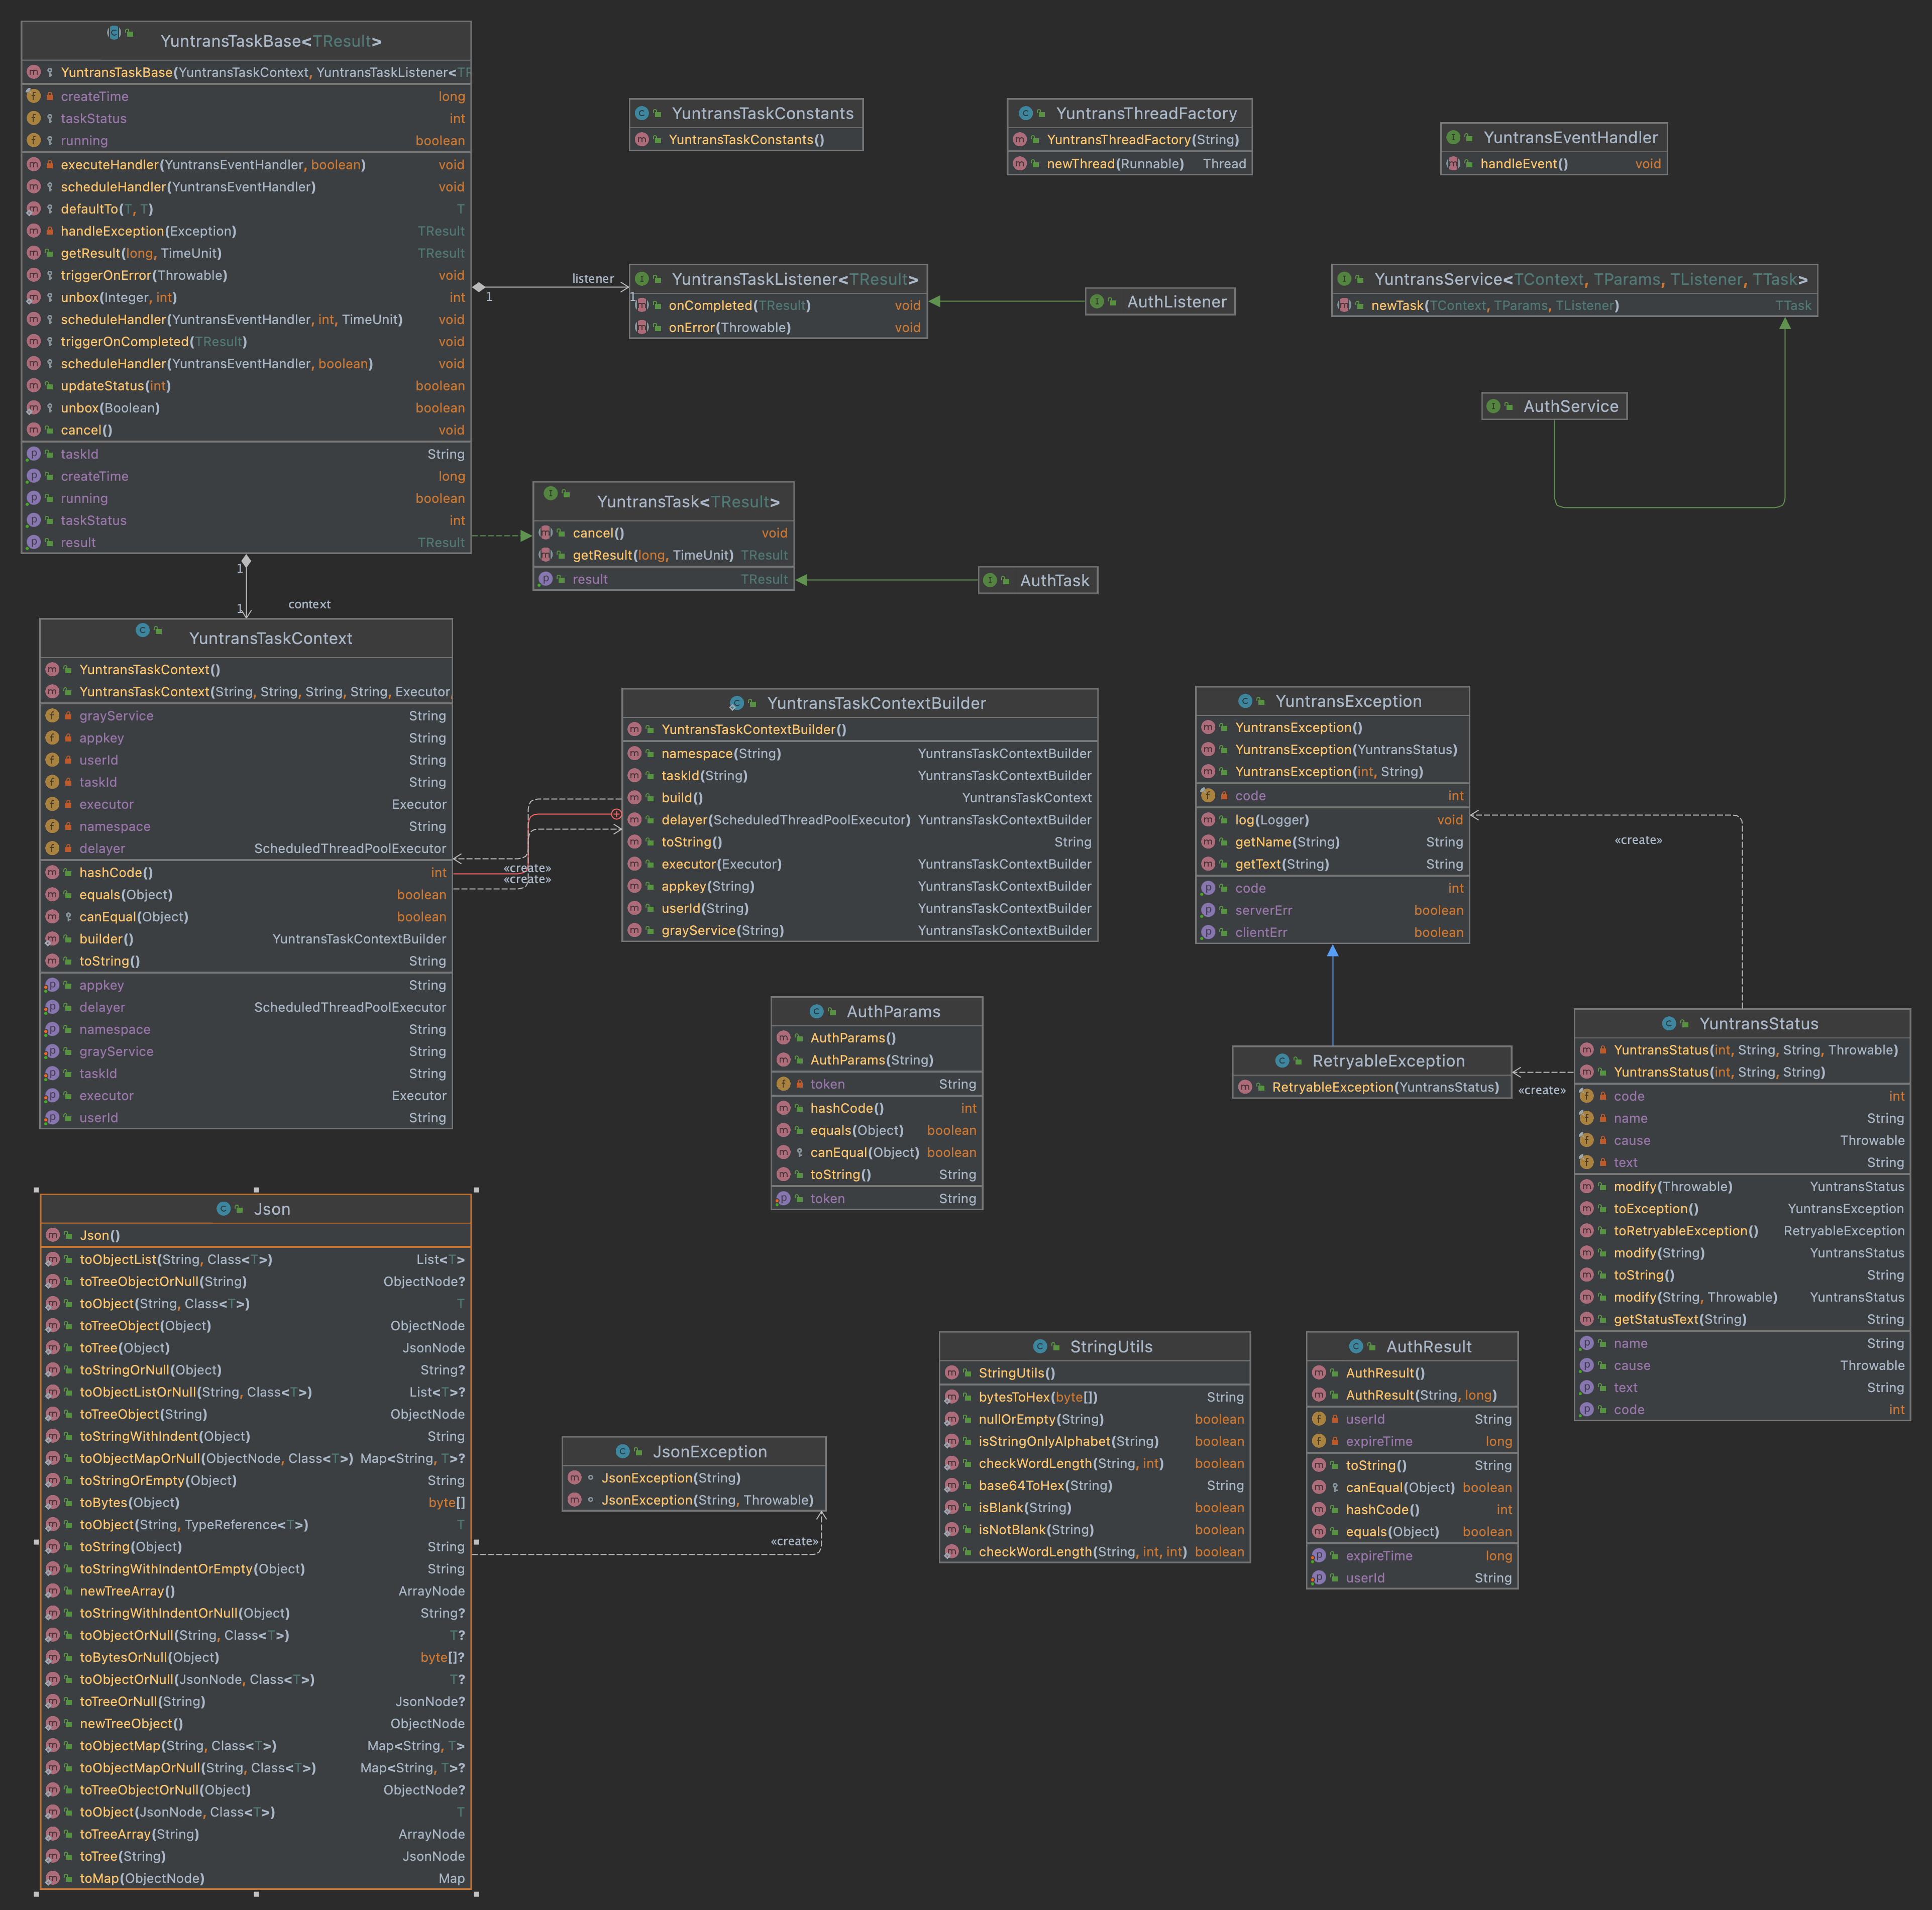 YuntransTaskBase<TResult>
YuntransTaskBase(YuntransTaskContext, YuntransTaskListener<TR
createTime long
taskStatus int
running boolean
executeHandler(YuntransEventHandler, boolean) void
scheduleHandler(YuntransEventHandler) void
defaultTo(T, T) T
handleException(Exception) TResult
getResult(long, TimeUnit) TResult
triggerOnError(Throwable) void
unbox(Integer, int) int
scheduleHandler(YuntransEventHandler, int, TimeUnit) void
triggerOnCompleted(TResult) void
scheduleHandler(YuntransEventHandler, boolean) void
updateStatus(int) boolean
unbox(Boolean) boolean
cancel() void
taskId String
createTime long
running boolean
taskStatus int
result TResult
YuntransTaskConstants
YuntransTaskConstants()
YuntransThreadFactory
YuntransThreadFactory(String)
newThread(Runnable) Thread
YuntransEventHandler
handleEvent() void
listener
1
1
YuntransTaskListener<TResult>
onCompleted(TResult) void
onError(Throwable) void
AuthListener
YuntransService<TContext, TParams, TListener, TTask>
newTask(TContext, TParams, TListener) TTask
AuthService
YuntransTask<TResult>
cancel() void
getResult(long, TimeUnit) TResult
result TResult
AuthTask
1
1
context
YuntransTaskContext
YuntransTaskContext()
YuntransTaskContext(String, String, String, String, Executor,
grayService String
appkey String
userId String
taskId String
executor Executor
namespace String
delayer ScheduledThreadPoolExecutor
hashCode() int
equals(Object) boolean
canEqual(Object) boolean
builder() YuntransTaskContextBuilder
toString() String
appkey String
delayer ScheduledThreadPoolExecutor
namespace String
grayService String
taskId String
executor Executor
userId String
«create»
«create»
YuntransTaskContextBuilder
YuntransTaskContextBuilder()
namespace(String) YuntransTaskContextBuilder
taskId(String) YuntransTaskContextBuilder
build() YuntransTaskContext
delayer(ScheduledThreadPoolExecutor) YuntransTaskContextBuilder
toString() String
executor(Executor) YuntransTaskContextBuilder
appkey(String) YuntransTaskContextBuilder
userId(String) YuntransTaskContextBuilder
grayService(String) YuntransTaskContextBuilder
YuntransException
YuntransException()
YuntransException(YuntransStatus)
YuntransException(int, String)
code int
log(Logger) void
getName(String) String
getText(String) String
code int
serverErr boolean
clientErr boolean
«create»
AuthParams
AuthParams()
AuthParams(String)
token String
hashCode() int
equals(Object) boolean
canEqual(Object) boolean
toString() String
token String
RetryableException
RetryableException(YuntransStatus)
«create»
YuntransStatus
YuntransStatus(int, String, String, Throwable)
YuntransStatus(int, String, String)
code int
name String
cause Throwable
text String
modify(Throwable) YuntransStatus
toException() YuntransException
toRetryableException() RetryableException
modify(String) YuntransStatus
toString() String
modify(String, Throwable) YuntransStatus
getStatusText(String) String
name String
cause Throwable
text String
code int
Json
Json()
toObjectList(String, Class<T>) List<T>
toTreeObjectOrNull(String) ObjectNode?
toObject(String, Class<T>) T
toTreeObject(Object) ObjectNode
toTree(Object) JsonNode
toStringOrNull(Object) String?
toObjectListOrNull(String, Class<T>) List<T>?
toTreeObject(String) ObjectNode
toStringWithIndent(Object) String
toObjectMapOrNull(ObjectNode, Class<T>) Map<String, T>?
toStringOrEmpty(Object) String
toBytes(Object) byte[]
toObject(String, TypeReference<T>) T
toString(Object) String
toStringWithIndentOrEmpty(Object) String
newTreeArray() ArrayNode
toStringWithIndentOrNull(Object) String?
toObjectOrNull(String, Class<T>) T?
toBytesOrNull(Object) byte[]?
toObjectOrNull(JsonNode, Class<T>) T?
toTreeOrNull(String) JsonNode?
newTreeObject() ObjectNode
toObjectMap(String, Class<T>) Map<String, T>
toObjectMapOrNull(String, Class<T>) Map<String, T>?
toTreeObjectOrNull(Object) ObjectNode?
toObject(JsonNode, Class<T>) T
toTreeArray(String) ArrayNode
toTree(String) JsonNode
toMap(ObjectNode) Map
JsonException
JsonException(String)
JsonException(String, Throwable)
«create»
StringUtils
StringUtils()
bytesToHex(byte[]) String
nullOrEmpty(String) boolean
isStringOnlyAlphabet(String) boolean
checkWordLength(String, int) boolean
base64ToHex(String) String
isBlank(String) boolean
isNotBlank(String) boolean
checkWordLength(String, int, int) boolean
AuthResult
AuthResult()
AuthResult(String, long)
userId String
expireTime long
toString() String
canEqual(Object) boolean
hashCode() int
equals(Object) boolean
expireTime long
userId String